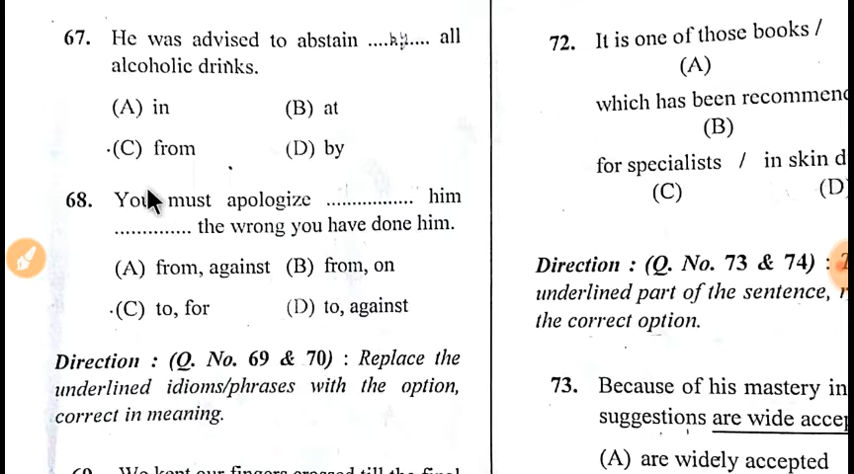 67. He was advised to abstain ........ all
alcoholic drinks.
(A) in (B) at
(C) from (D) by
68. You must apologize ................. him
.............. the wrong you have done him.
(A) from, against (B) from, on
(C) to, for (D) to, against
Direction : (Q. No. 69 & 70) : Replace the
underlined idioms/phrases with the option,
correct in meaning.
72. It is one of those books /
(A)
which has been recommen
(B)
for specialists / in skin d
(C) (D)
Direction : (Q. No. 73 & 74) :
underlined part of the sentence,
the correct option.
73. Because of his mastery in
suggestions are wide acce
(A) are widely accepted